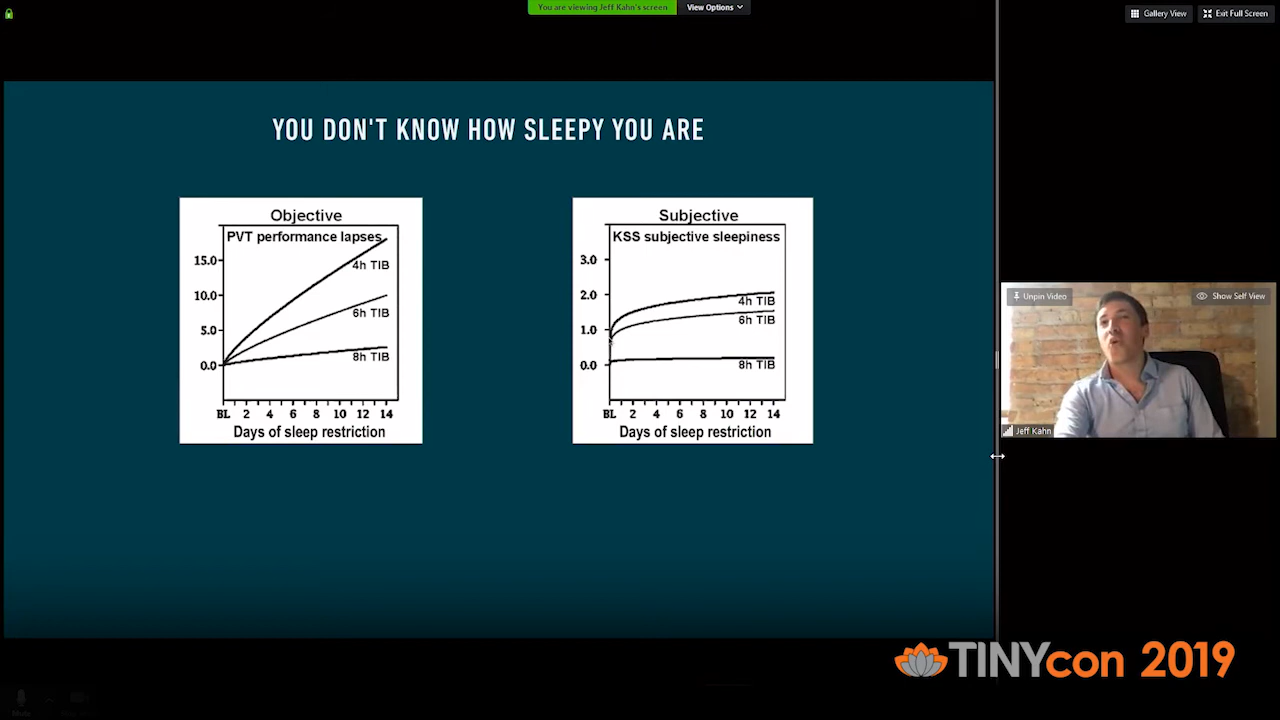 You are viewing Jeff Kahn's screen
View Options
Gallery View
Exit Full Screen
YOU DON'T KNOW HOW SLEEPY YOU ARE
Objective
PVT performance lapses
15.0
10.0
5.0
0.0
4h TIB
6h TIB
8h TIB
BL 2 4 6 8 10 12 14
Days of sleep restriction
Subjective
KSS subjective sleepiness
3.0
2.0
1.0
0.0
4h TIB
6h TIB
8h TIB
BL 2 4 6 8 10 12 14
Days of sleep restriction
Unpin Video
Show Self View
Jeff Kahn
TINYcon 2019
Mute